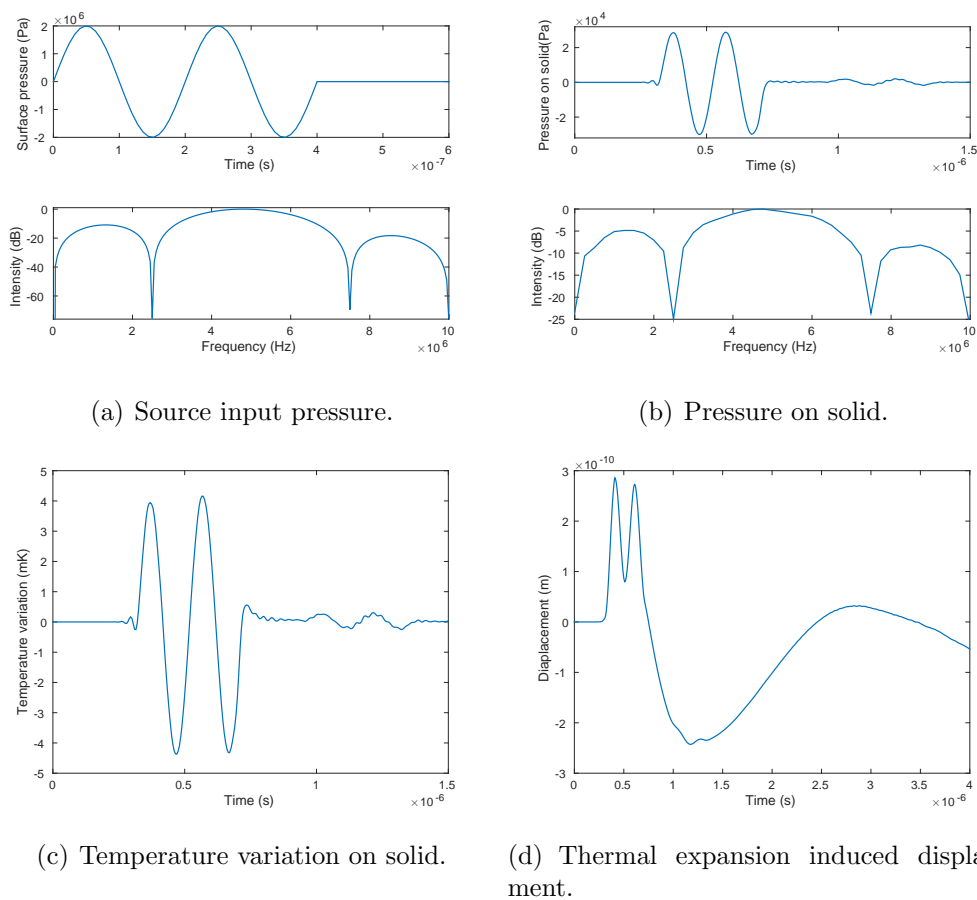 ×10^6
Surface pressure (Pa)
2
1
0
-1
-2
0 1 2 3 4 5 6
Time (s)
×10^-7
Intensity (dB)
0
-20
-40
-60
0 2 4 6 8 10
Frequency (Hz)
×10^6
(a) Source input pressure.
×10^4
Pressure on solid(Pa)
2
0
-2
0 0.5 1 1.5
Time (s)
×10^-6
Intensity (dB)
0
-5
-10
-15
-20
-25
0 2 4 6 8 10
Frequency (Hz)
×10^6
(b) Pressure on solid.
Temperature variation (mK)
5
4
3
2
1
0
-1
-2
-3
-4
-5
0 0.5 1 1.5
Time (s)
×10^-6
(c) Temperature variation on solid.
×10^-10
Diaplacement (m)
3
2
1
0
-1
-2
-3
0 0.5 1 1.5 2 2.5 3 3.5 4
Time (s)
×10^-6
(d) Thermal expansion induced displa
ment.